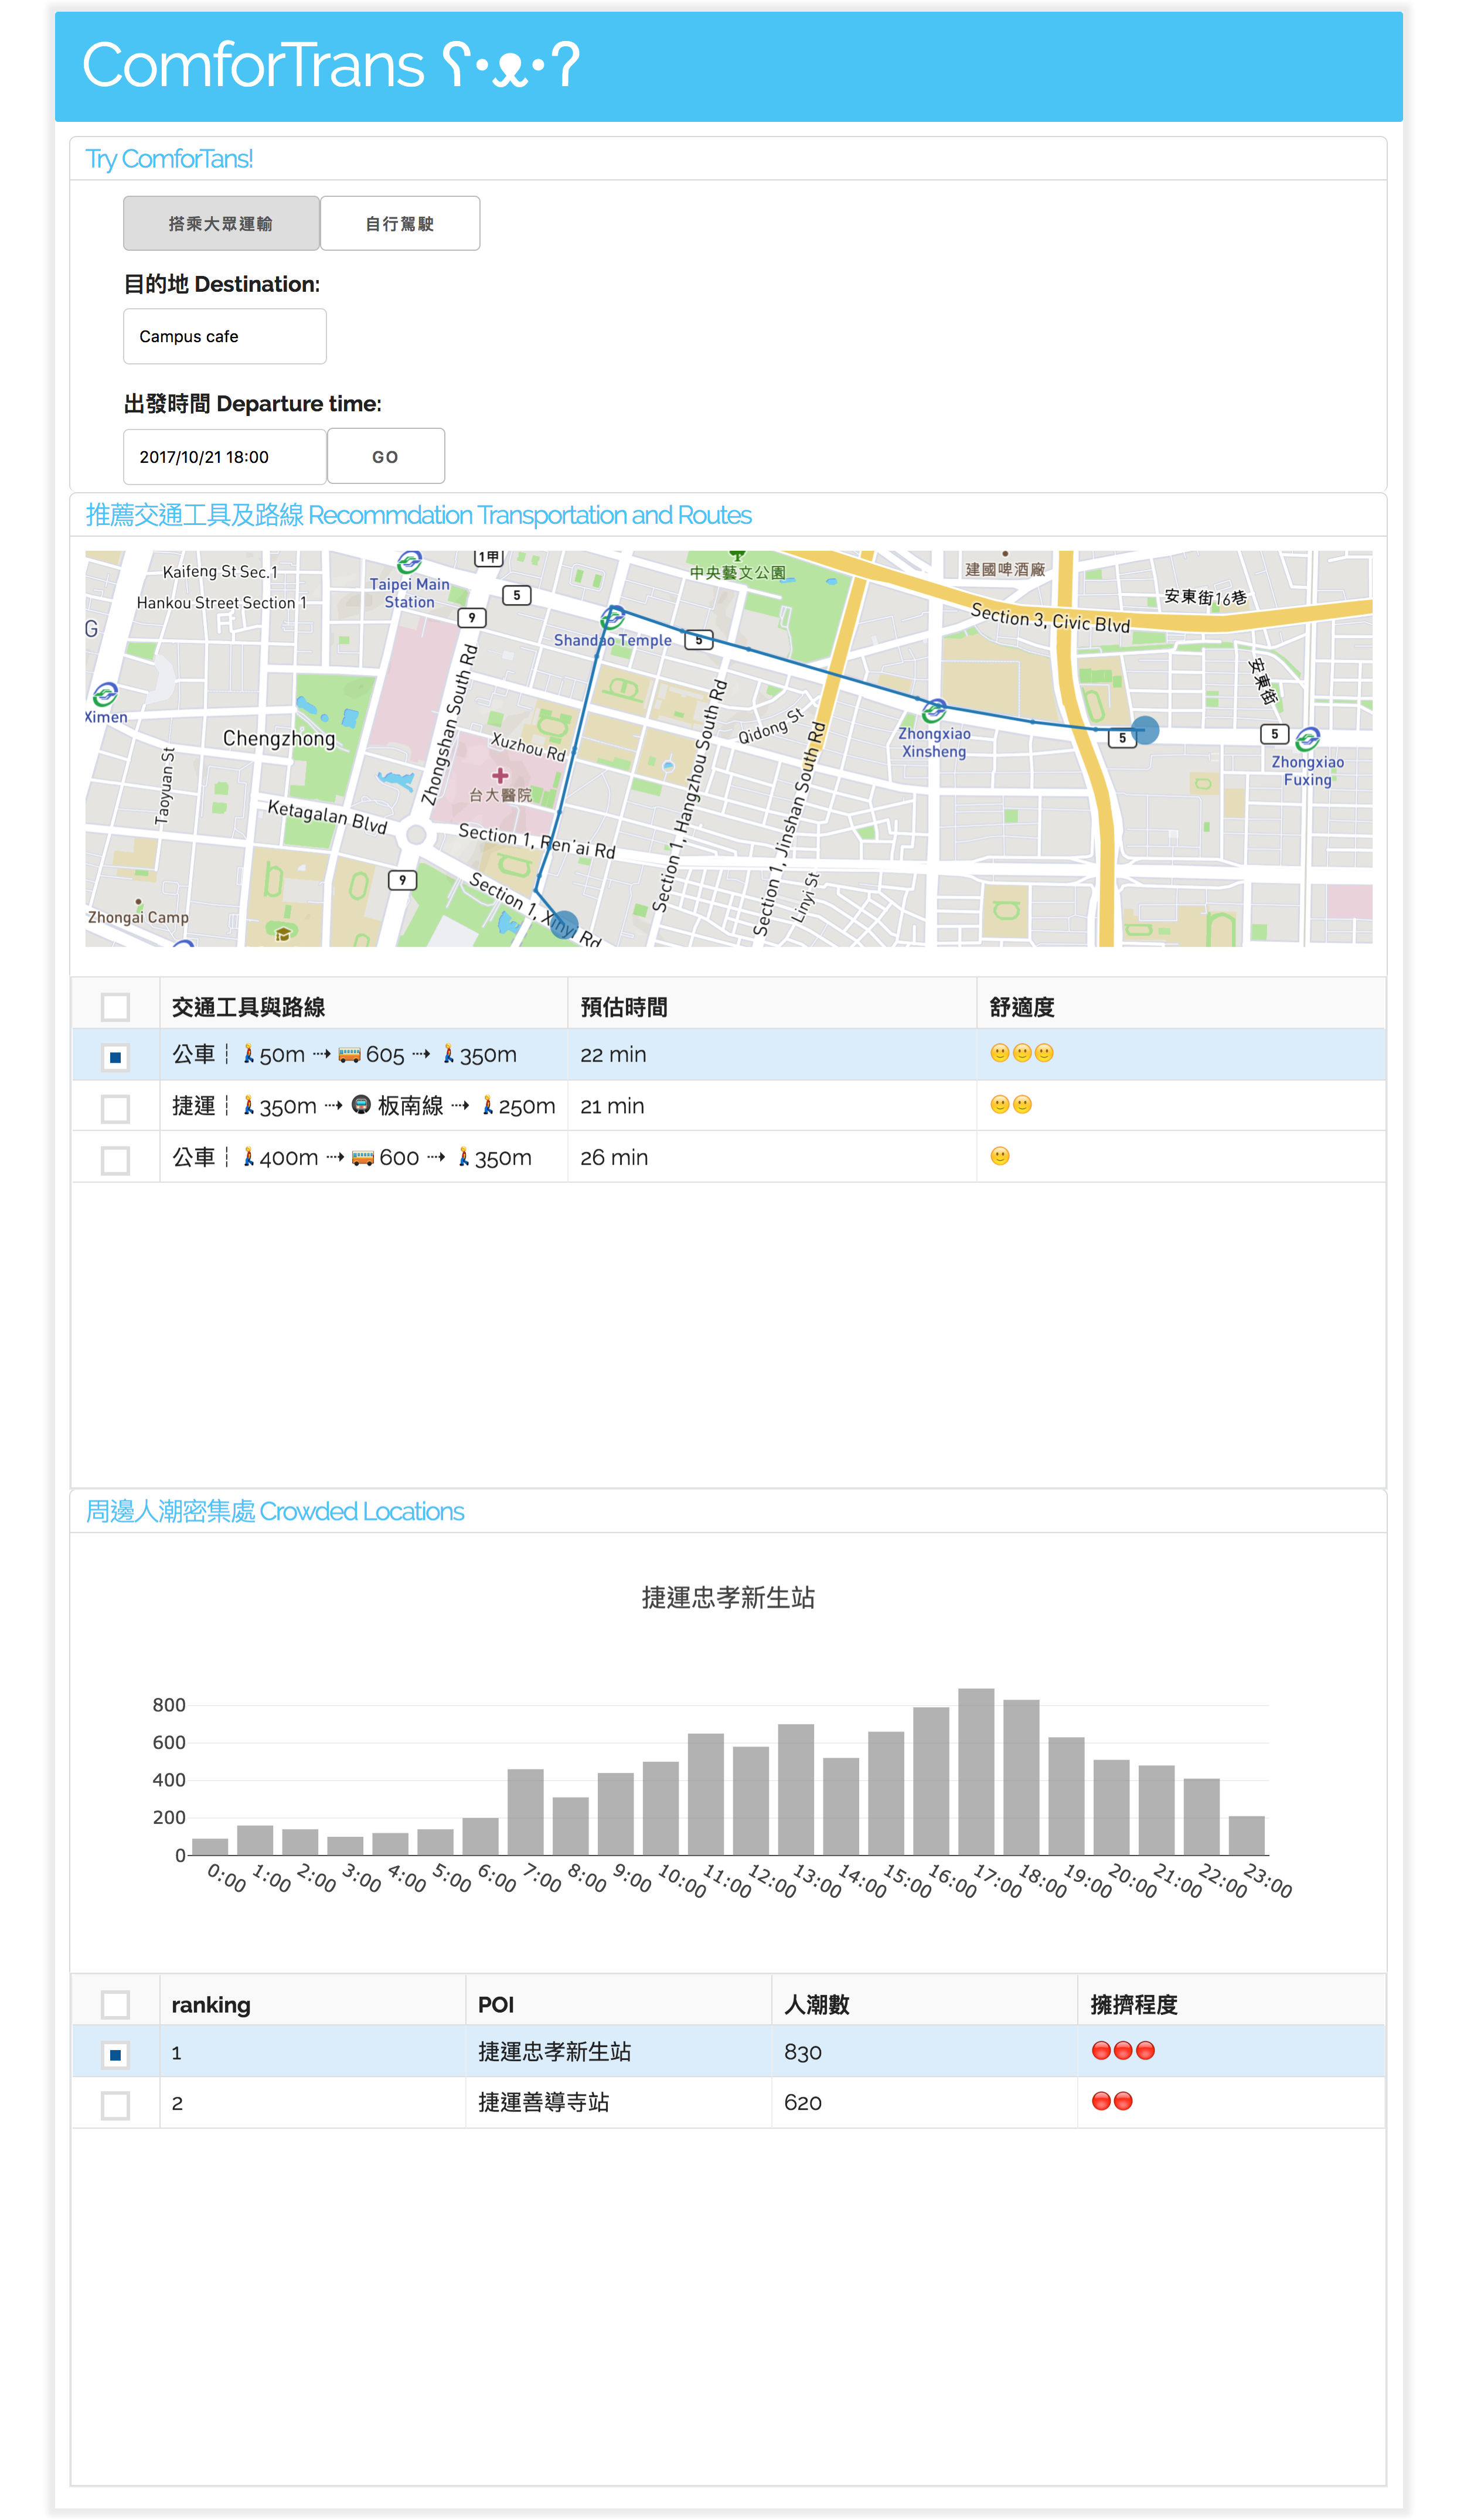 ComforTrans ʕ•ᴥ•ʔ
Try ComforTans!
搭乘大眾運輸
自行駕駛
目的地 Destination:
Campus cafe
出發時間 Departure time:
2017/10/21 18:00
GO
推薦交通工具及路線 Recommdation Transportation and Routes
Kaifeng St Sec.1
Hankou Street Section 1
G
Taipei Main
Station
1甲
5
9
Shandao Temple
5
中央藝文公園
建國啤酒廠
安東街16巷
Section 3, Civic Blvd
安東街
Ximen
Chengzhong
Taoyuan St
Zhongshan South Rd
Xuzhou Rd
台大醫院
Ketagalan Blvd
Section 1, Ren'ai Rd
Section 1, Hangzhou South Rd
Qidong St
Section 1, Jinshan South Rd
Linyi St
Zhongxiao
Xinsheng
5
5
Zhongxiao
Fuxing
9
Section 1, Xinyi Rd
Zhongai Camp
交通工具與路線 預估時間 舒適度
公車┊🚶50m ⇢ 🚌 605 ⇢ 🚶350m 22 min 🙂🙂🙂
捷運┊🚶350m ⇢ 🚇 板南線 ⇢ 🚶250m 21 min 🙂🙂
公車┊🚶400m ⇢ 🚌 600 ⇢ 🚶350m 26 min 🙂
周邊人潮密集處 Crowded Locations
捷運忠孝新生站
800
600
400
200
0
0:00 1:00 2:00 3:00 4:00 5:00 6:00 7:00 8:00 9:00 10:00 11:00 12:00 13:00 14:00 15:00 16:00 17:00 18:00 19:00 20:00 21:00 22:00 23:00
ranking POI 人潮數 擁擠程度
1 捷運忠孝新生站 830 🔴🔴🔴
2 捷運善導寺站 620 🔴🔴